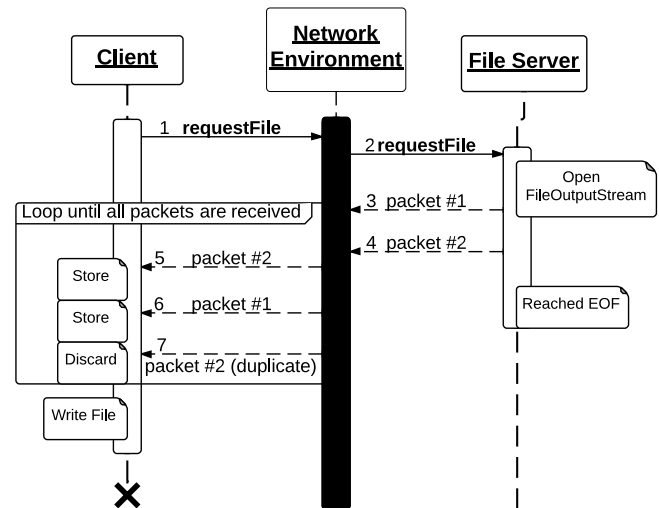 Client
Network
Environment
File Server
1 requestFile
2 requestFile
Open
FileOutputStream
3 packet #1
Loop until all packets are received
4 packet #2
5 packet #2
Store
6 packet #1
Store
Reached EOF
7
packet #2 (duplicate)
Discard
Write File